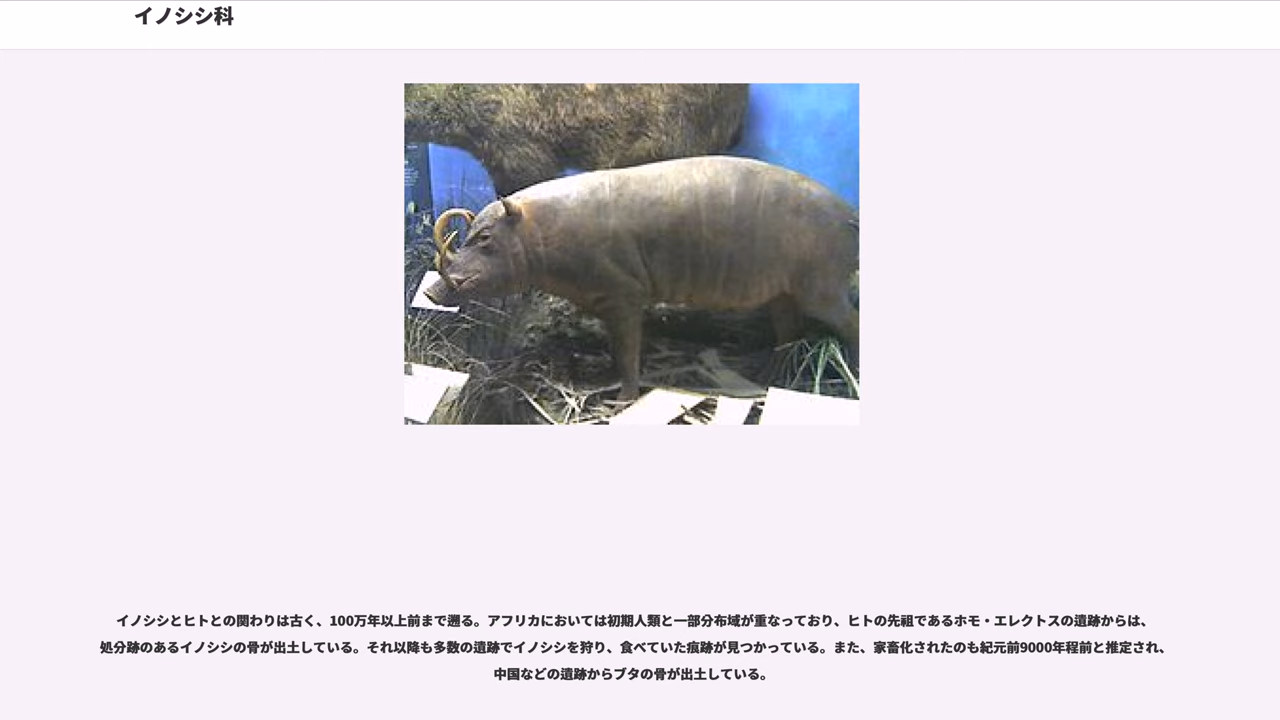 イノシシ科
イノシシとヒトとの関わりは古く、100万年以上前まで遡る。アフリカにおいては初期人類と一部分布域が重なっており、ヒトの先祖であるホモ・エレクトスの遺跡からは、
処分跡のあるイノシシの骨が出土している。それ以降も多数の遺跡でイノシシを狩り、食べていた痕跡が見つかっている。また、家畜化されたのも紀元前9000年程前と推定され、
中国などの遺跡からブタの骨が出土している。